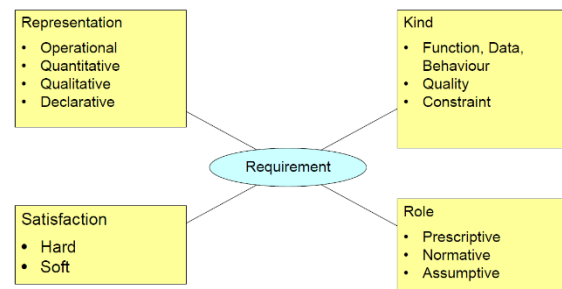 Representation
• Operational
• Quantitative
• Qualitative
• Declarative
Kind
• Function, Data,
Behaviour
• Quality
• Constraint
Requirement
Satisfaction
• Hard
• Soft
Role
• Prescriptive
• Normative
• Assumptive